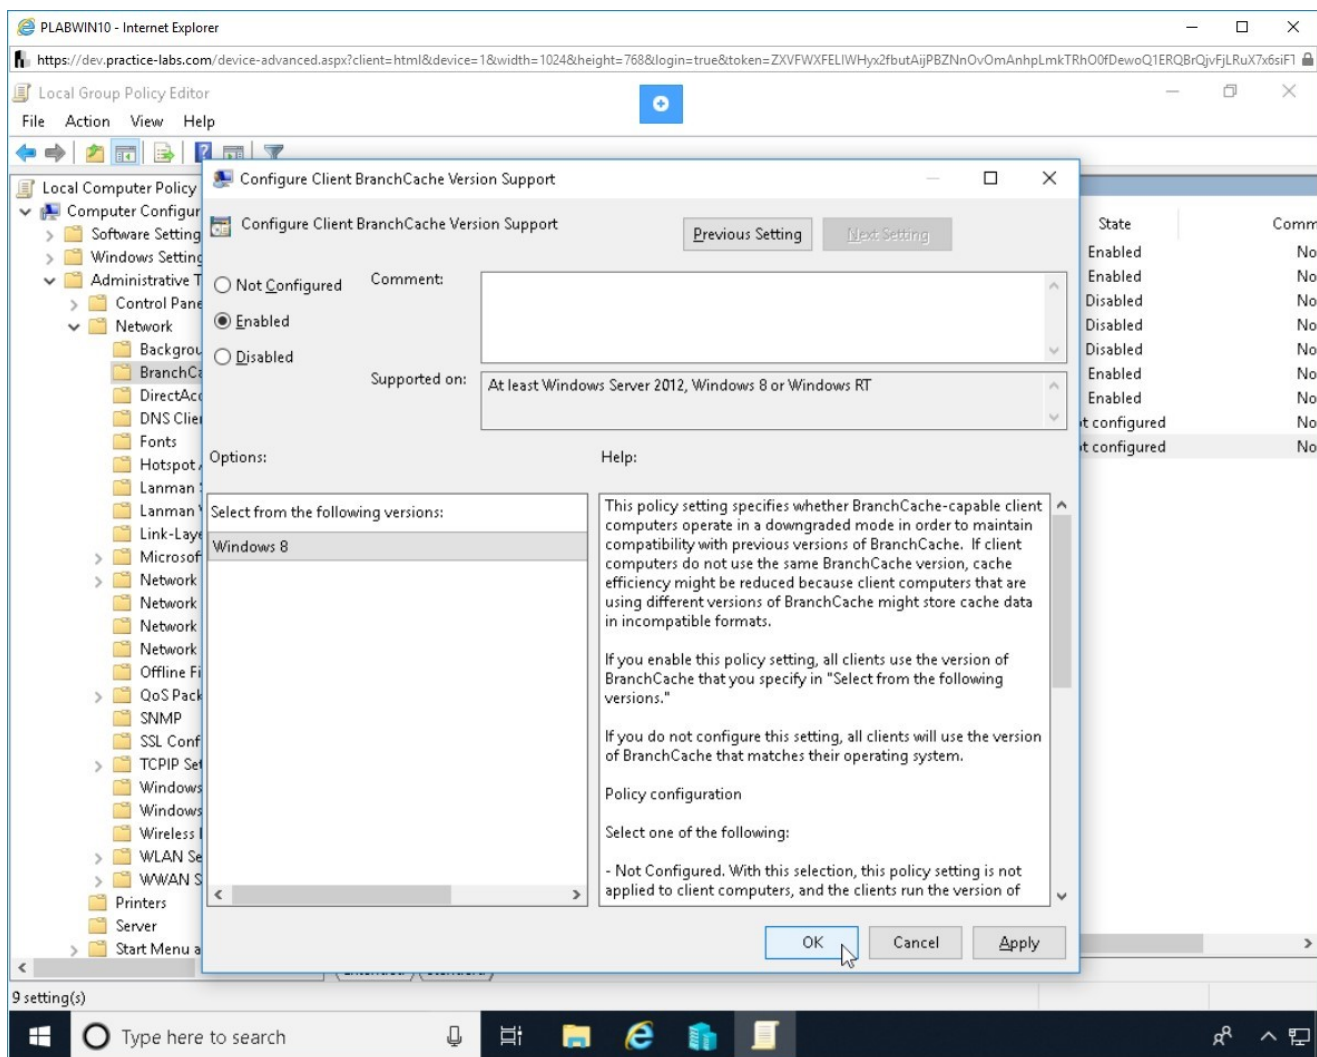 PLABWIN10 - Internet Explorer
https://dev.practice-labs.com/device-advanced.aspx?client=html&device=1&width=1024&height=768&login=true&token=ZXVFWXFELIWHyx2fbutAijPBZNnOvOmAnhpLmkTRhO0fDewoQ1ERQBrQjvFjLRuX7x6siF1
Local Group Policy Editor
File Action View Help
Local Computer Policy
Computer Configur
Software Setting
Windows Setting
Administrative T
Control Pane
Network
Backgrou
BranchCa
DirectAcc
DNS Clie
Fonts
Hotspot
Lanman
Lanman
Link-Laye
Microsof
Network
Network
Network
Network
Offline Fi
QoS Pack
SNMP
SSL Conf
TCPIP Set
Windows
Windows
Wireless
WLAN Se
WWAN S
Printers
Server
Start Menu a
Configure Client BranchCache Version Support
Configure Client BranchCache Version Support
Previous Setting
Next Setting
Not Configured
Enabled
Disabled
Comment:
Supported on:
At least Windows Server 2012, Windows 8 or Windows RT
Options:
Help:
Select from the following versions:
Windows 8
This policy setting specifies whether BranchCache-capable client
computers operate in a downgraded mode in order to maintain
compatibility with previous versions of BranchCache. If client
computers do not use the same BranchCache version, cache
efficiency might be reduced because client computers that are
using different versions of BranchCache might store cache data
in incompatible formats.
If you enable this policy setting, all clients use the version of
BranchCache that you specify in "Select from the following
versions."
If you do not configure this setting, all clients will use the version
of BranchCache that matches their operating system.
Policy configuration
Select one of the following:
- Not Configured. With this selection, this policy setting is not
applied to client computers, and the clients run the version of
OK Cancel Apply
State Comm
Enabled No
Enabled No
Disabled No
Disabled No
Disabled No
Enabled No
Enabled No
t configured No
t configured No
9 setting(s)
Type here to search